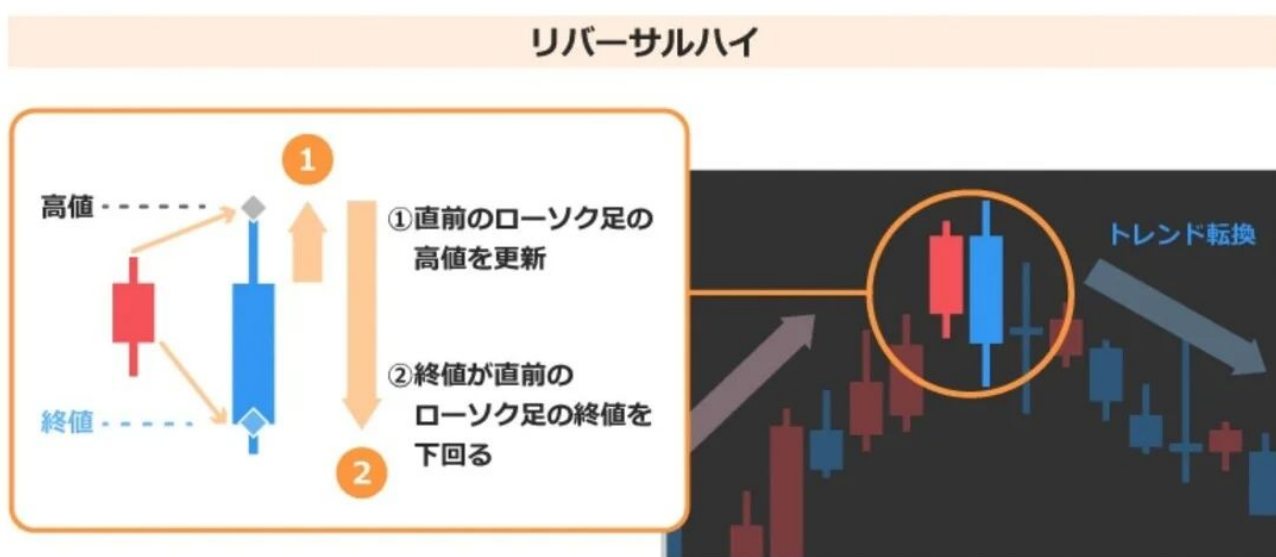 リバーサルハイ
1
高値
①直前のローソク足の
高値を更新
トレンド転換
②終値が直前の
ローソク足の終値を
下回る
終値
2